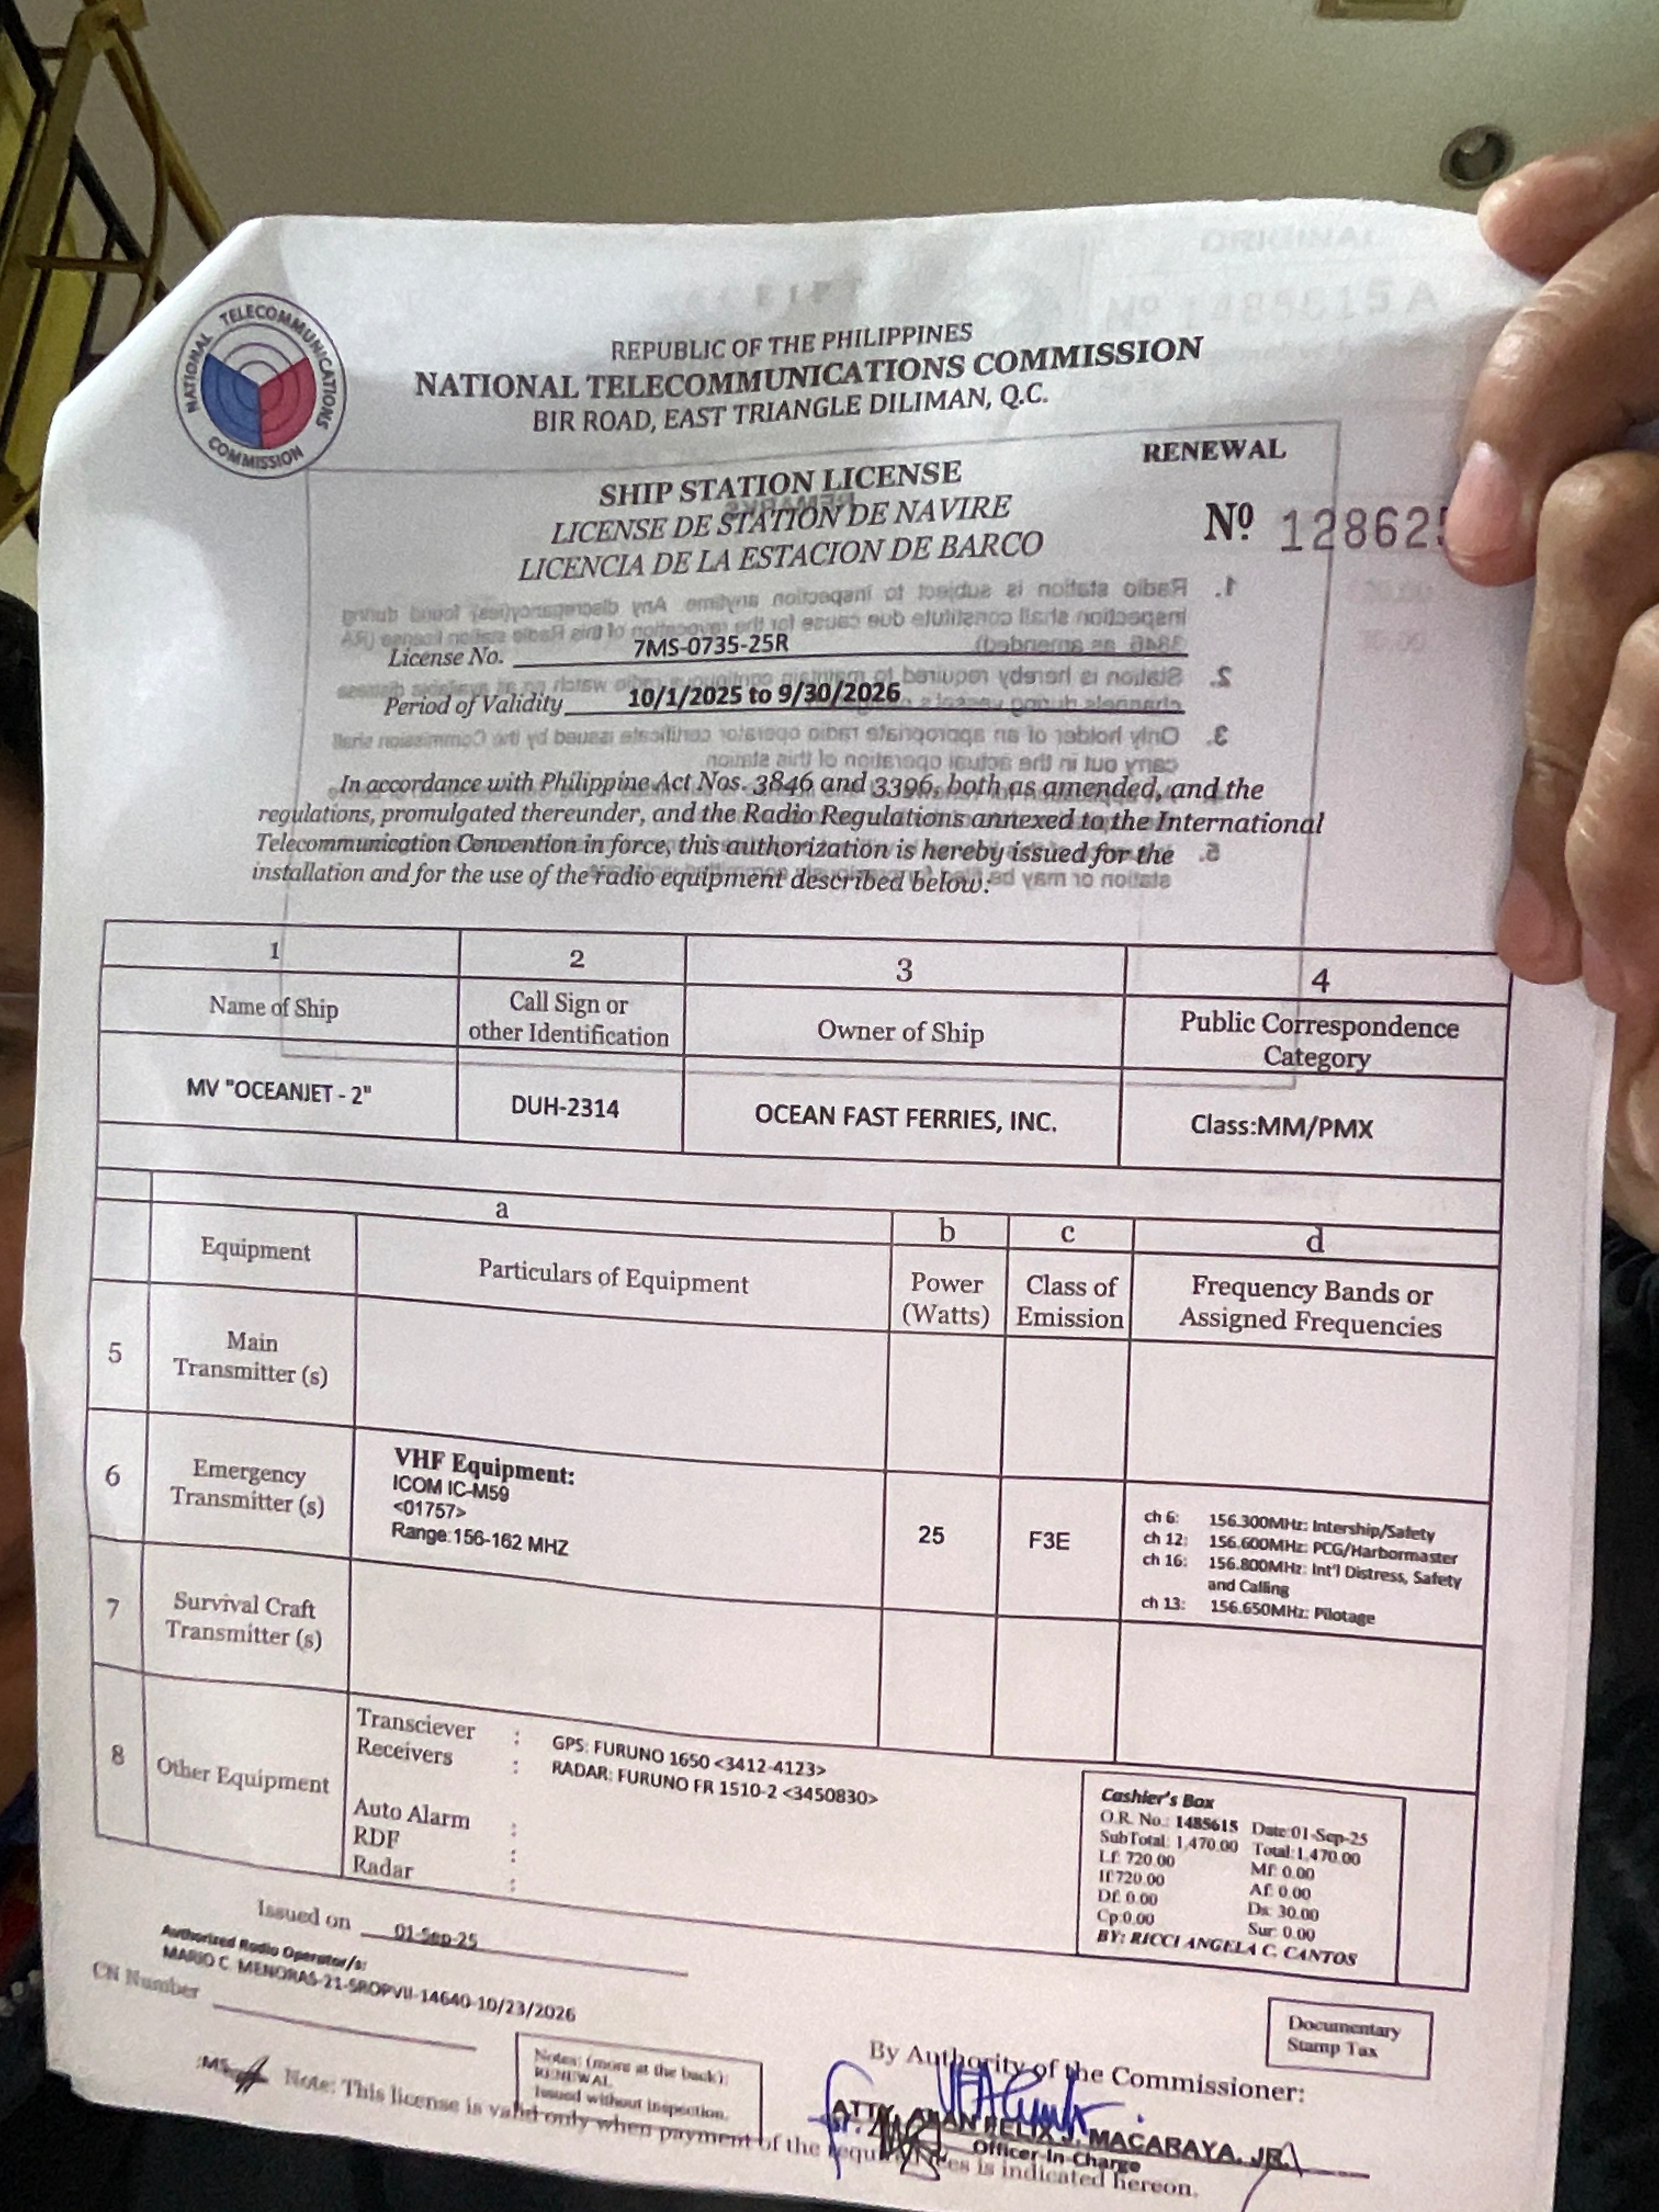 ORIGINAL
NATIONAL TELECOMMUNICATIONS COMMISSION
REPUBLIC OF THE PHILIPPINES
NATIONAL TELECOMMUNICATIONS COMMISSION
BIR ROAD, EAST TRIANGLE DILIMAN, Q.C.
RENEWAL
SHIP STATION LICENSE
LICENSE DE STATION DE NAVIRE
LICENCIA DE LA ESTACION DE BARCO
Nº 12862
License No. 7MS-0735-25R
Period of Validity 10/1/2025 to 9/30/2026
In accordance with Philippine Act Nos. 3846 and 3396, both as amended, and the
regulations, promulgated thereunder, and the Radio Regulations annexed to the International
Telecommunication Convention in force, this authorization is hereby issued for the
installation and for the use of the radio equipment described below:
1 2 3 4
Name of Ship
Call Sign or
other Identification
Owner of Ship
Public Correspondence
Category
MV "OCEANJET - 2" DUH-2314 OCEAN FAST FERRIES, INC. Class:MM/PMX
a b c d
Equipment
Particulars of Equipment
Power
(Watts)
Class of
Emission
Frequency Bands or
Assigned Frequencies
5
Main
Transmitter (s)
6
Emergency
Transmitter (s)
VHF Equipment:
ICOM IC-M59
<01757>
Range:156-162 MHZ
25
F3E
ch 6: 156.300MHz: Intership/Safety
ch 12: 156.600MHz: PCG/Harbormaster
ch 16: 156.800MHz: Int'l Distress, Safety
and Calling
ch 13: 156.650MHz: Pilotage
7
Survival Craft
Transmitter (s)
8
Other Equipment
Transciever :
Receivers :
GPS: FURUNO 1650 <3412-4123>
RADAR: FURUNO FR 1510-2 <3450830>
Auto Alarm :
RDF :
Radar :
Cashier's Box
O.R. No.: 1485615 Date:01-Sep-25
SubTotal: 1,470.00 Total:1,470.00
Lf: 720.00 Mf: 0.00
If:720.00 Af: 0.00
Df: 0.00 Ds: 30.00
Cp:0.00 Sur: 0.00
BY: RICCI ANGELA C. CANTOS
Issued on 01-Sep-25
Authorized Radio Operator/s:
MARIO C. MENORAS-21-SROPVII-14640-10/23/2026
CN Number
Documentary
Stamp Tax
Notes: (more at the back):
RENEWAL
Issued without inspection.
By Authority of the Commissioner:
ATTY. ALAN FELIX J. MACARAYA, JR.
Officer-In-Charge
Note: This license is valid only when payment of the required fees is indicated hereon.